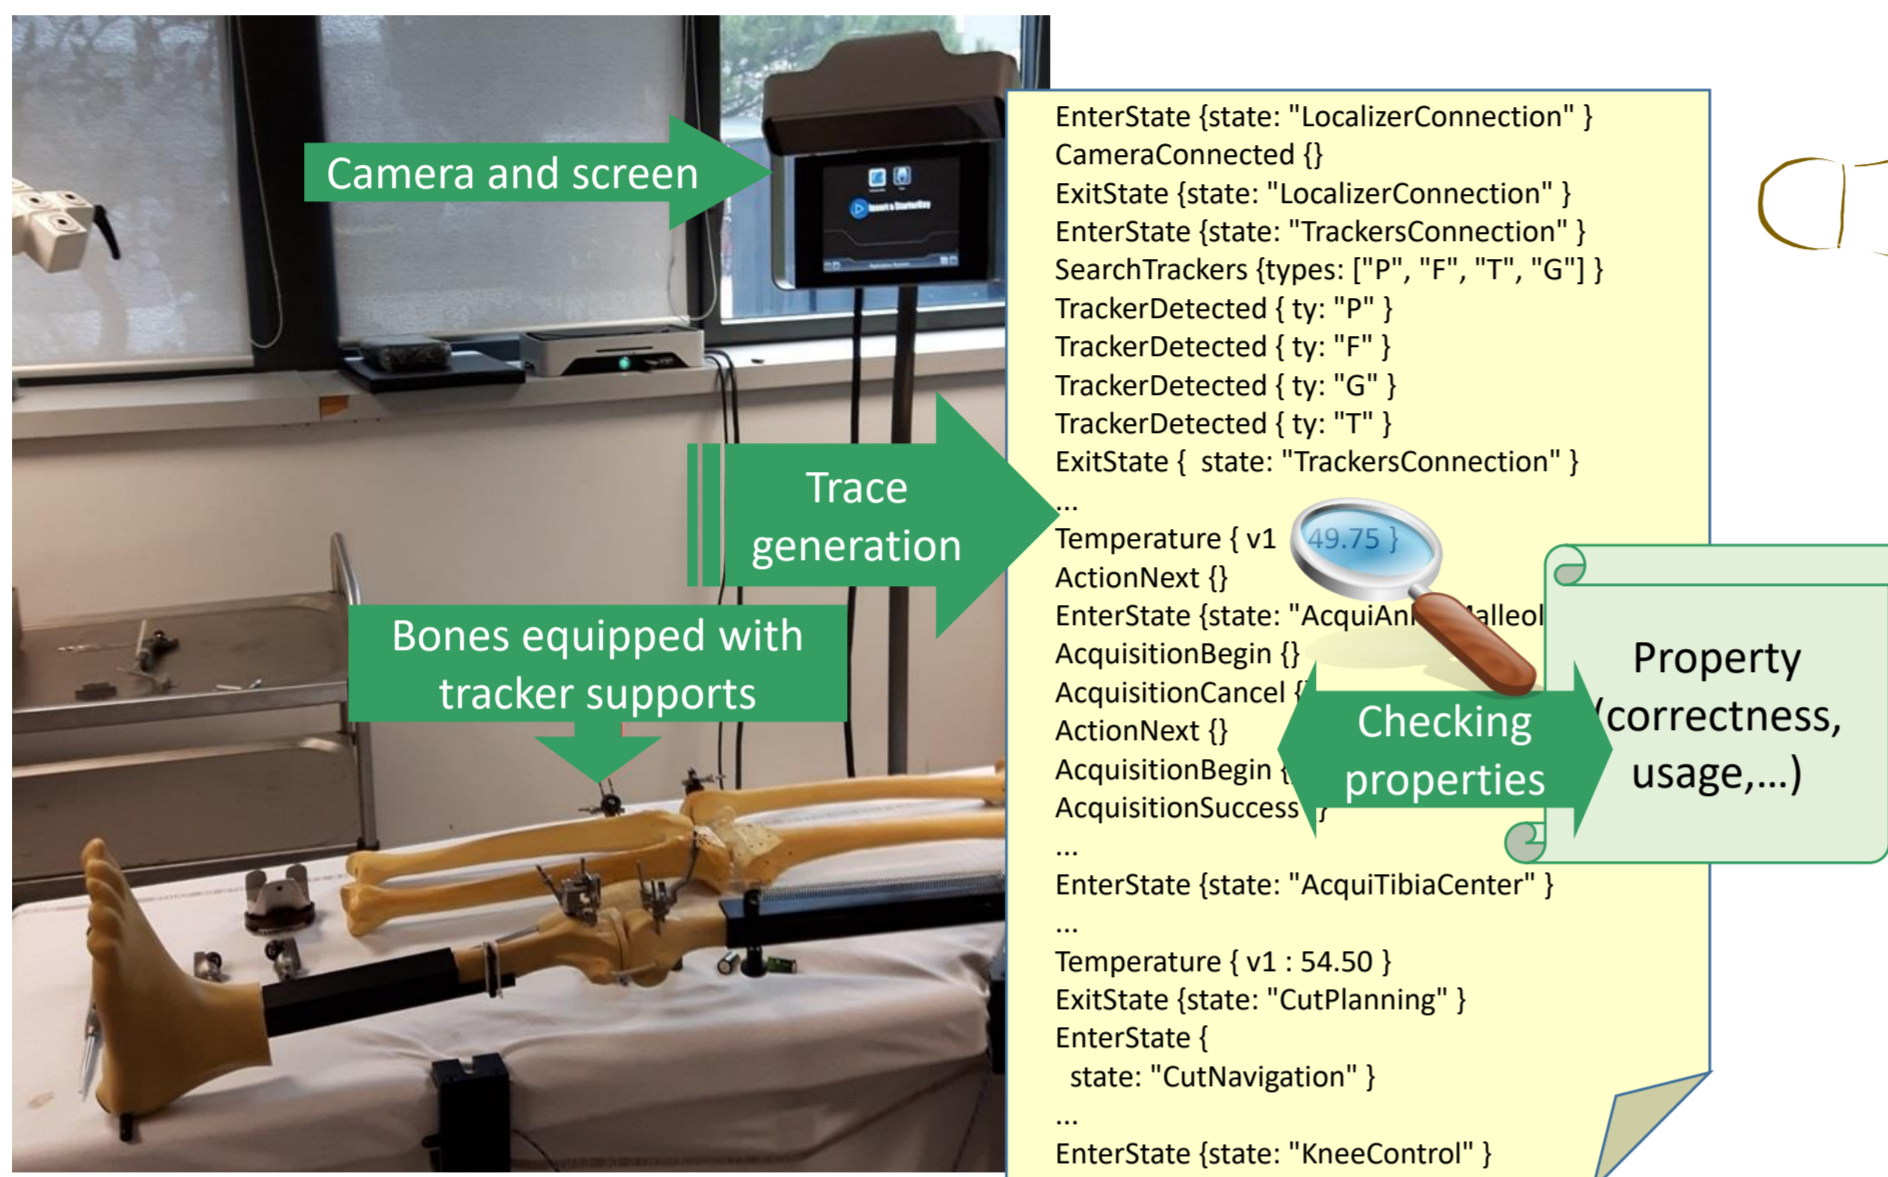 Camera and screen
Insert a StarterKey
Trace
generation
Bones equipped with
tracker supports
EnterState {state: "LocalizerConnection" }
CameraConnected {}
ExitState {state: "LocalizerConnection" }
EnterState {state: "TrackersConnection" }
SearchTrackers {types: ["P", "F", "T", "G"] }
TrackerDetected { ty: "P" }
TrackerDetected { ty: "F" }
TrackerDetected { ty: "G" }
TrackerDetected { ty: "T" }
ExitState {  state: "TrackersConnection" }
...
Temperature { v1 49.75 }
ActionNext {}
EnterState {state: "AcquiAn alleol
AcquisitionBegin {}
AcquisitionCancel {
ActionNext {}
AcquisitionBegin {
AcquisitionSuccess }
...
EnterState {state: "AcquiTibiaCenter" }
...
Temperature { v1 : 54.50 }
ExitState {state: "CutPlanning" }
EnterState {
state: "CutNavigation" }
...
EnterState {state: "KneeControl" }
Checking
properties
Property
(correctness,
usage,...)